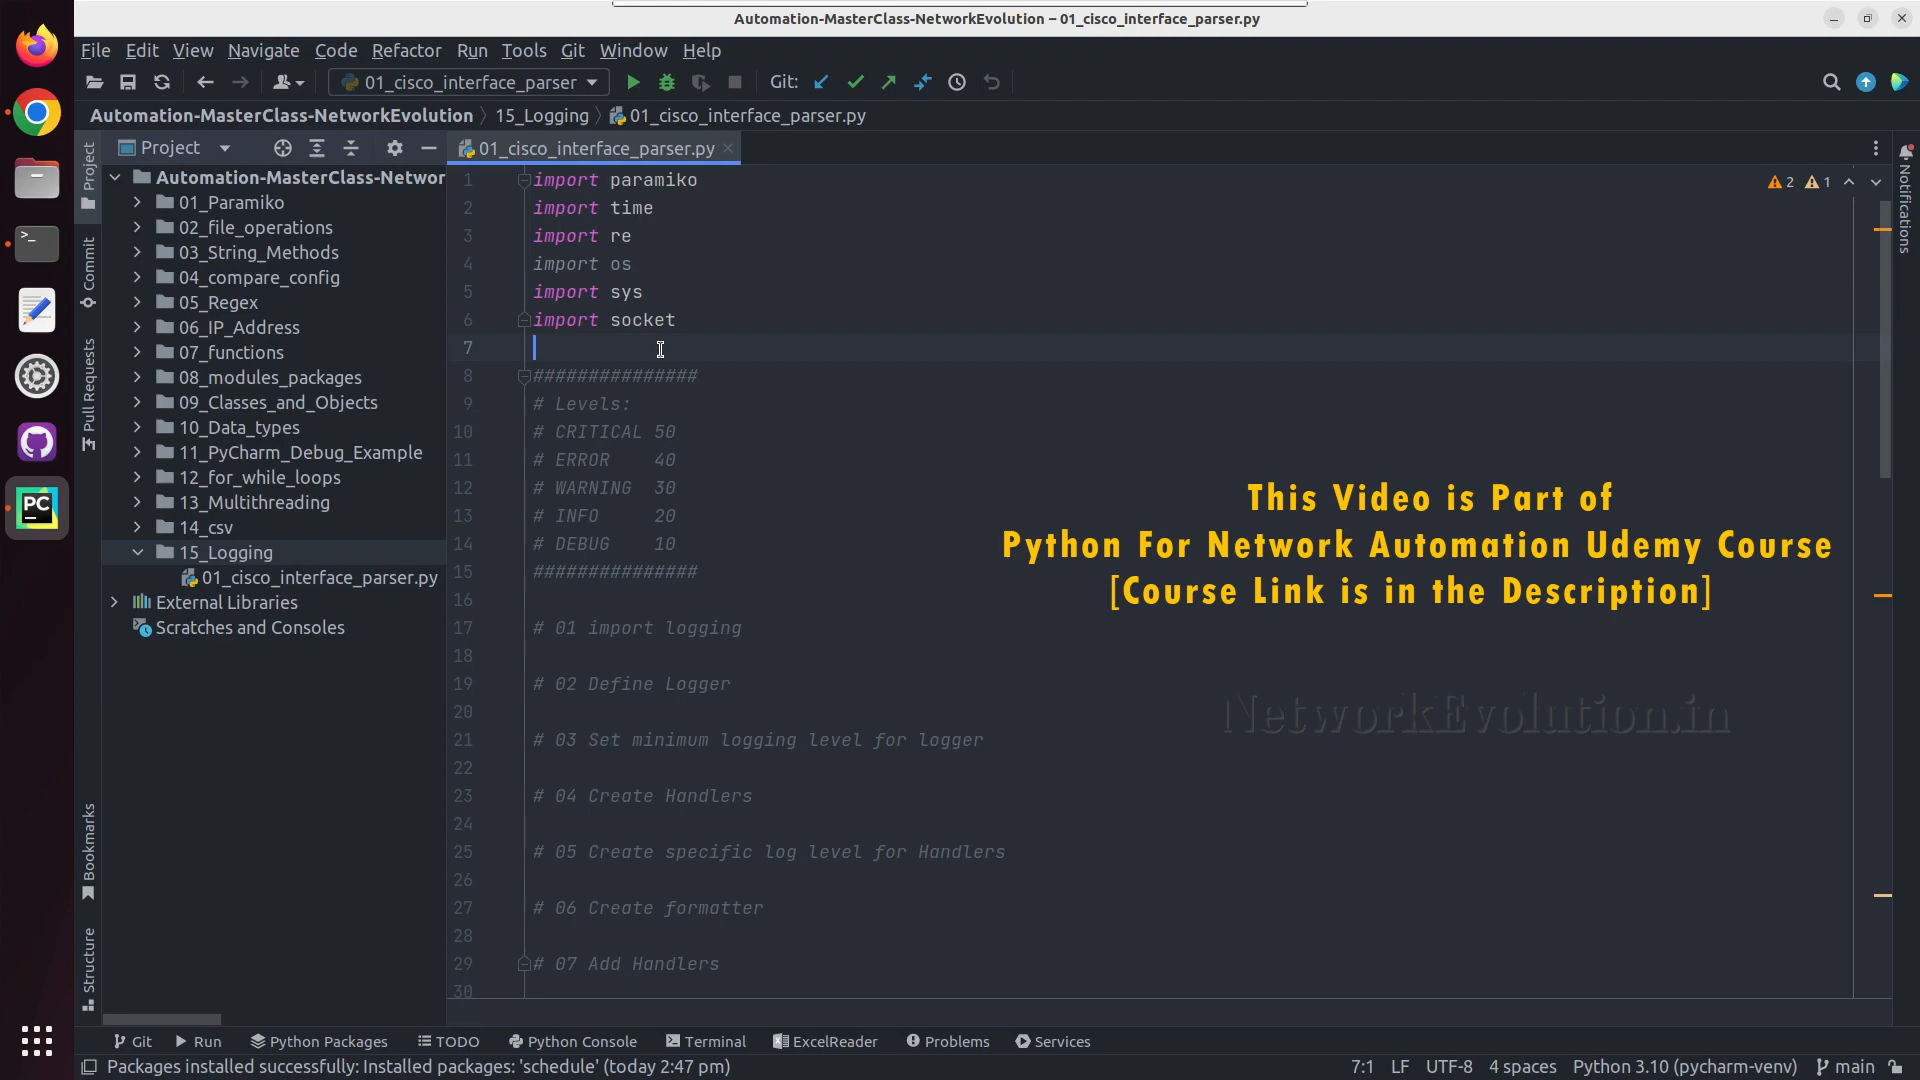 Automation-MasterClass-NetworkEvolution – 01_cisco_interface_parser.py
File Edit View Navigate Code Refactor Run Tools Git Window Help
01_cisco_interface_parser Git:
Automation-MasterClass-NetworkEvolution 15_Logging 01_cisco_interface_parser.py
Project
01_cisco_interface_parser.py
Project
Commit
Pull Requests
Bookmarks
Structure
Notifications
Automation-MasterClass-Networ
01_Paramiko
02_file_operations
03_String_Methods
04_compare_config
05_Regex
06_IP_Address
07_functions
08_modules_packages
09_Classes_and_Objects
10_Data_types
11_PyCharm_Debug_Example
12_for_while_loops
13_Multithreading
14_csv
15_Logging
01_cisco_interface_parser.py
External Libraries
Scratches and Consoles
2 1
1 import paramiko
2 import time
3 import re
4 import os
5 import sys
6 import socket
7
8 ###############
9 # Levels:
10 # CRITICAL 50
11 # ERROR 40
12 # WARNING 30
13 # INFO 20
14 # DEBUG 10
15 ###############
16
17 # 01 import logging
18
19 # 02 Define Logger
20
21 # 03 Set minimum logging level for logger
22
23 # 04 Create Handlers
24
25 # 05 Create specific log level for Handlers
26
27 # 06 Create formatter
28
29 # 07 Add Handlers
30
This Video is Part of
Python For Network Automation Udemy Course
[Course Link is in the Description]
NetworkEvolution.in
PC
Git Run Python Packages TODO Python Console Terminal ExcelReader Problems Services
Packages installed successfully: Installed packages: 'schedule' (today 2:47 pm) 7:1 LF UTF-8 4 spaces Python 3.10 (pycharm-venv) main